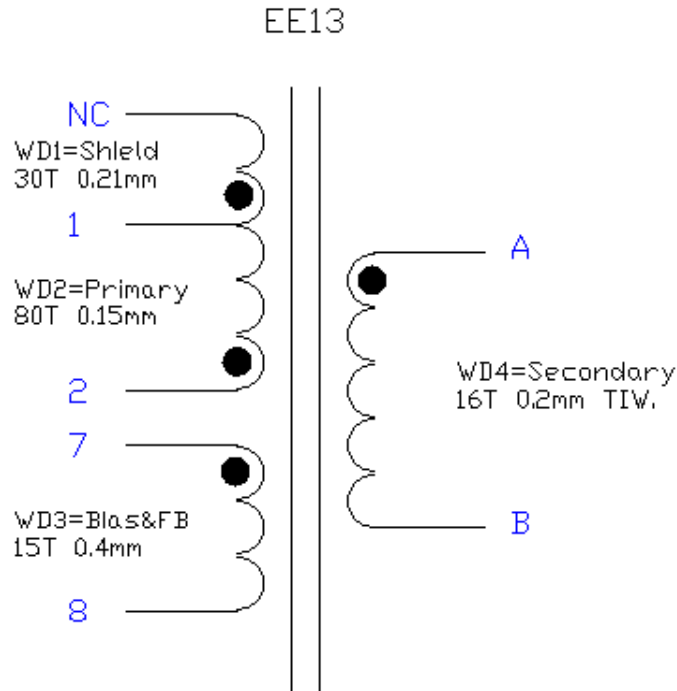 EE13
NC
WD1=Shield
30T 0.21mm
1
WD2=Primary
80T 0.15mm
2
7
WD3=Bias&FB
15T 0.4mm
8
A
WD4=Secondary
16T 0.2mm TIW.
B